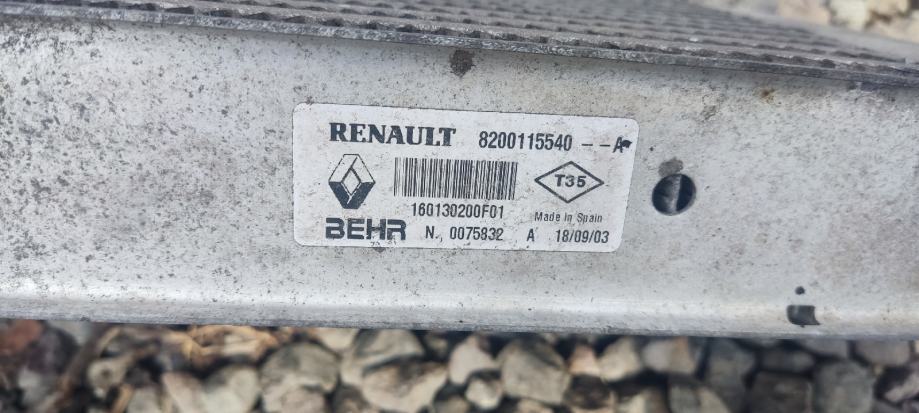 RENAULT 8200115540 --A
T35
160130200F01
Made In Spain
BEHR N. 0075832 A 18/09/03